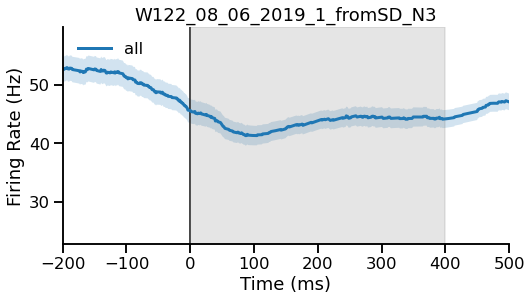 W122_08_06_2019_1_fromSD_N3
all
Firing Rate (Hz)
50
40
30
−200 −100 0 100 200 300 400 500
Time (ms)